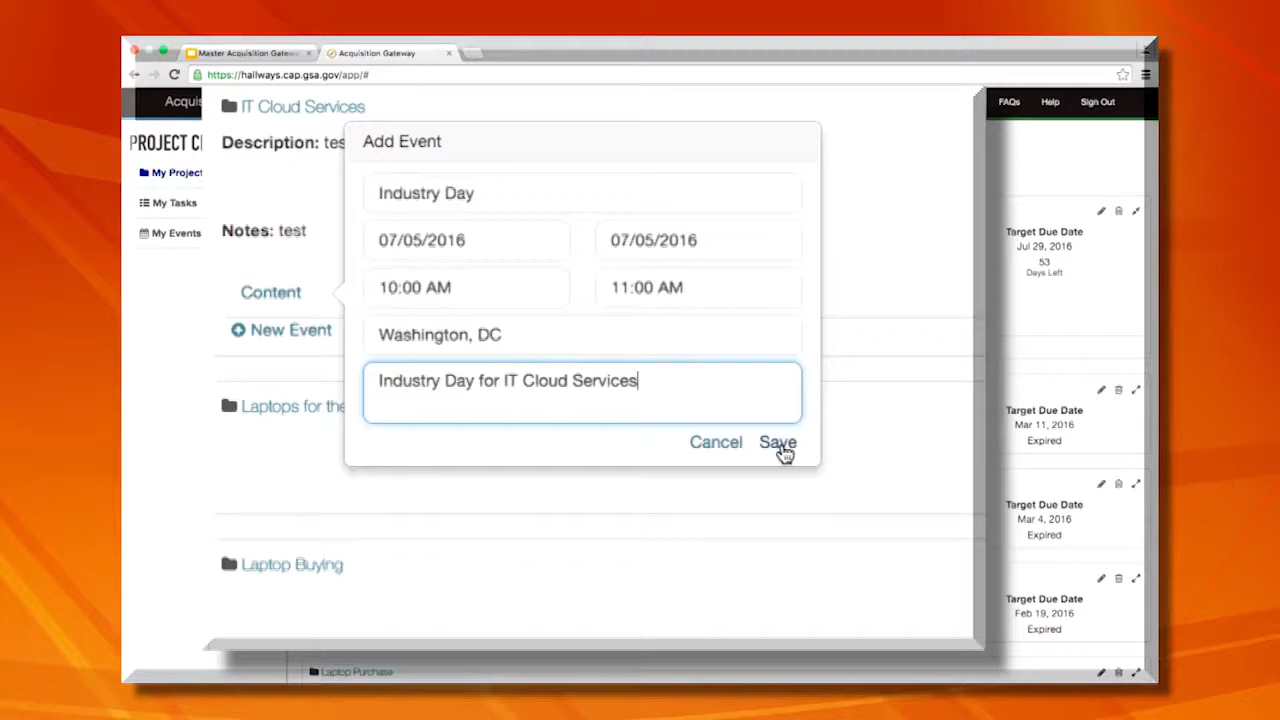 Master Acquisition Gatewa
Acquisition Gateway
https://hallways.cap.gsa.gov/app/#
Acquis
FAQs Help Sign Out
PROJECT C
My Project
My Tasks
My Events
IT Cloud Services
Description: tes
Notes: test
Content
New Event
Add Event
Industry Day
07/05/2016 07/05/2016
10:00 AM 11:00 AM
Washington, DC
Industry Day for IT Cloud Services
Cancel Save
Laptops for the
Laptop Buying
Laptop Purchase
Target Due Date
Jul 29, 2016
53
Days Left
Target Due Date
Mar 11, 2016
Expired
Target Due Date
Mar 4, 2016
Expired
Target Due Date
Feb 19, 2016
Expired